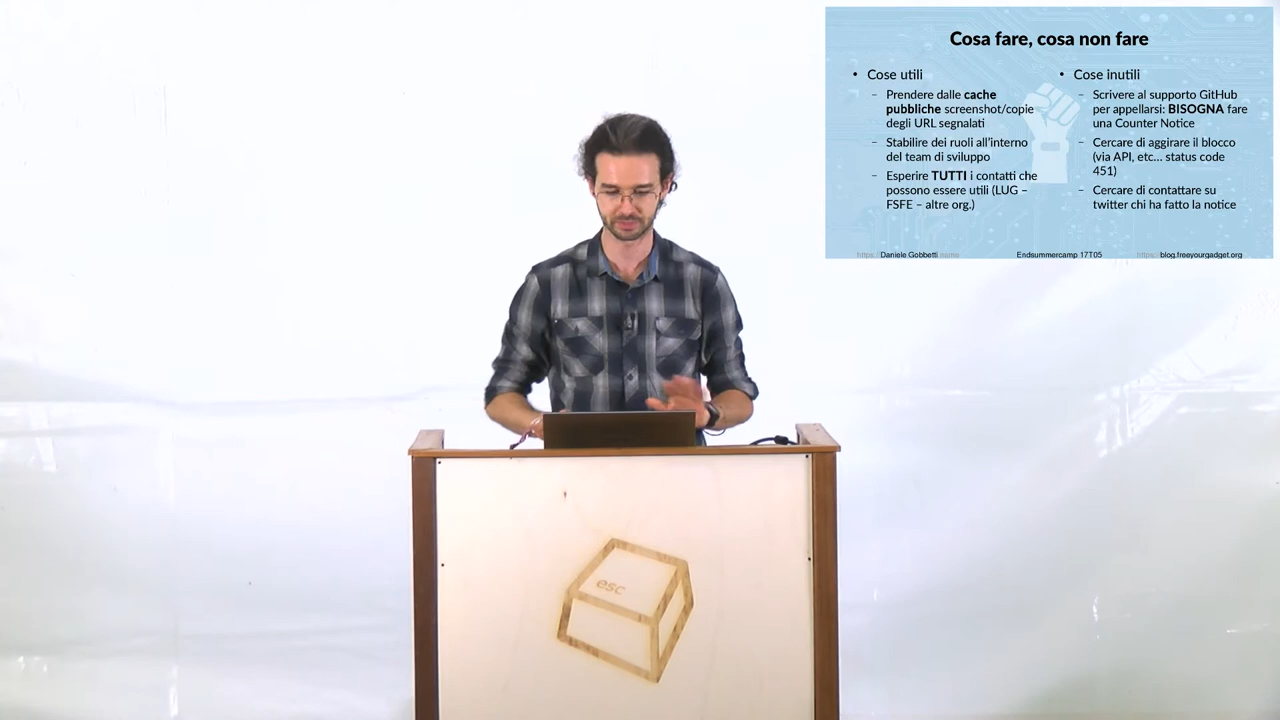 Cosa fare, cosa non fare
• Cose utili
– Prendere dalle cache
pubbliche screenshot/copie
degli URL segnalati
– Stabilire dei ruoli all'interno
del team di sviluppo
– Esperire TUTTI i contatti che
possono essere utili (LUG –
FSFE – altre org.)
• Cose inutili
– Scrivere al supporto GitHub
per appellarsi: BISOGNA fare
una Counter Notice
– Cercare di aggirare il blocco
(via API, etc... status code
451)
– Cercare di contattare su
twitter chi ha fatto la notice
https:// Daniele Gobbetti
Endsummercamp 17T05
https:// blog.freeyourgadget.org
esc